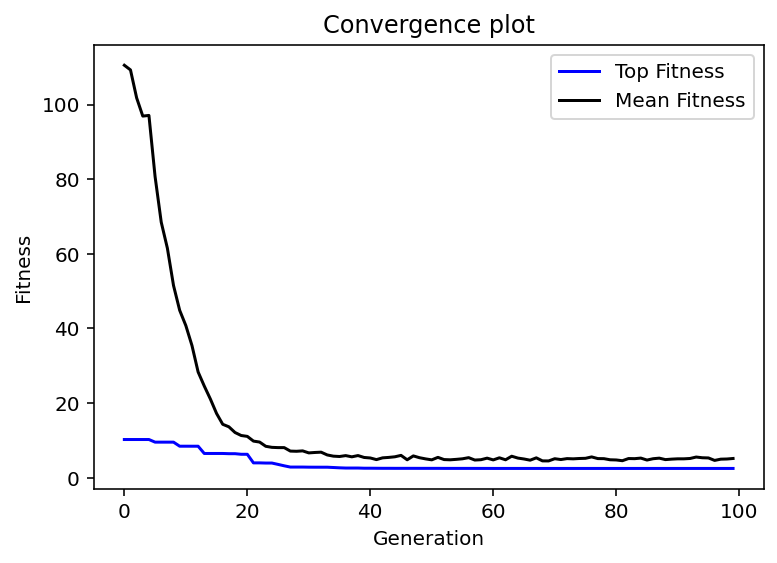 Convergence plot
Top Fitness
Mean Fitness
100
80
60
40
20
0
Fitness
0 20 40 60 80 100
Generation